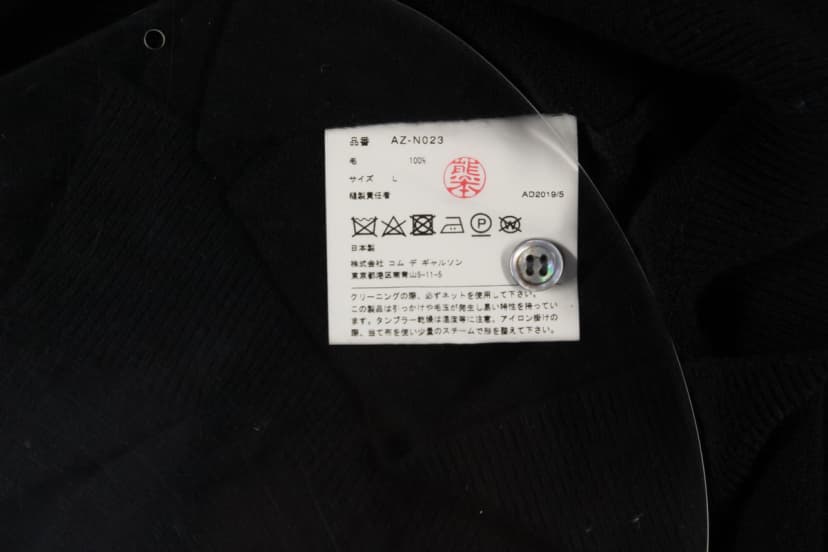 品番 AZ-N023
毛 100%
サイズ L
熊本
縫製責任者 AD2019/5
P W
日本製
株式会社 コム デ ギャルソン
東京都港区南青山5-11-5
クリーニングの際、必ずネットを使用して下さい。
この製品は引っかけや毛玉が発生し易い特性を持ってい
ます。タンブラー乾燥は温度等に注意。アイロン掛けの
際、当て布を使い少量のスチームで形を整えて下さい。